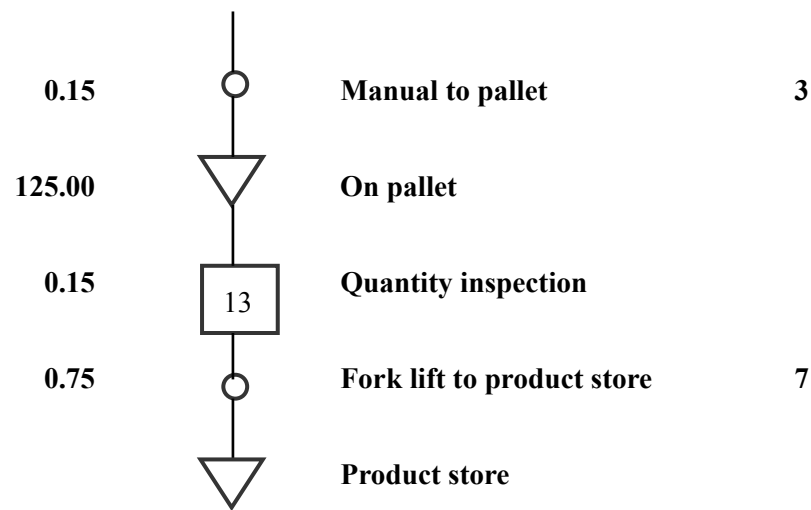 0.15 Manual to pallet 3
125.00 On pallet
0.15 13 Quantity inspection
0.75 Fork lift to product store 7
Product store